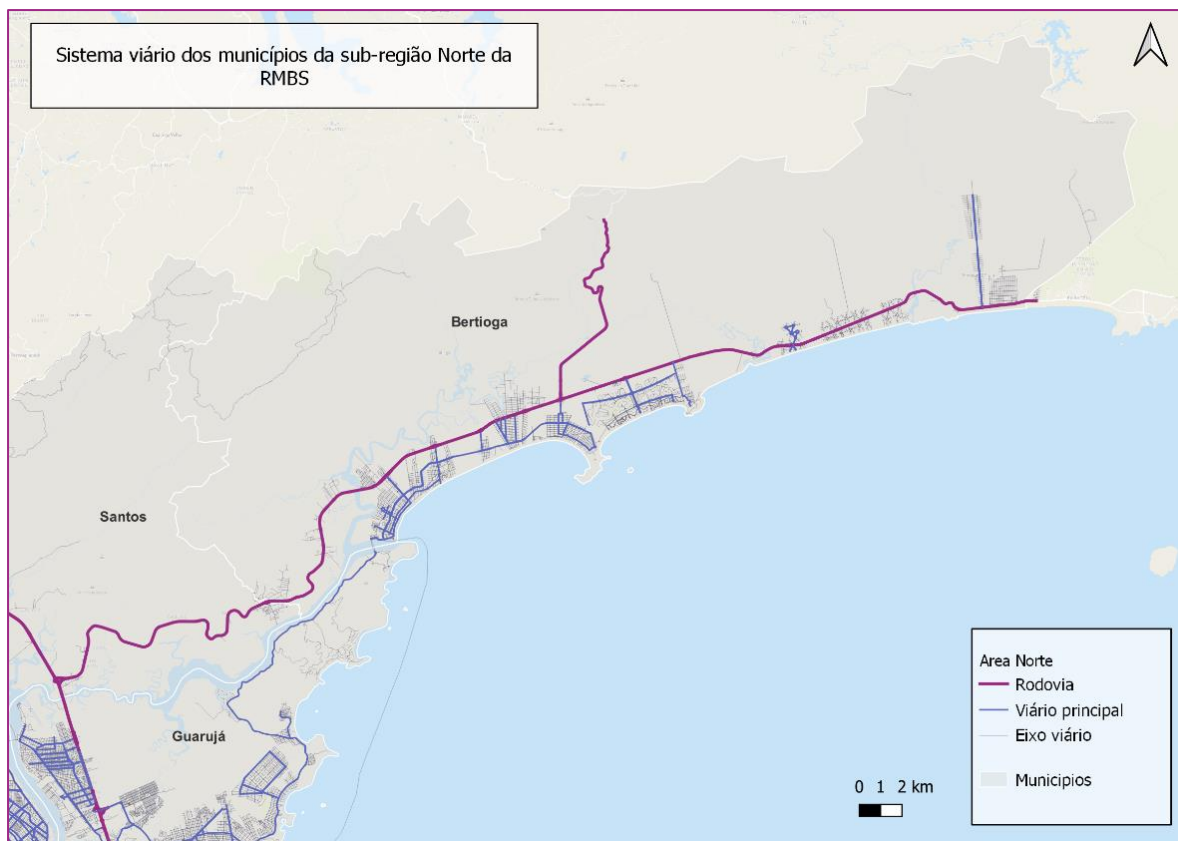 Sistema viário dos municípios da sub-região Norte da
RMBS
Bertioga
Santos
Guarujá
Area Norte
Rodovia
Viário principal
Eixo viário
Municipios
0 1 2 km